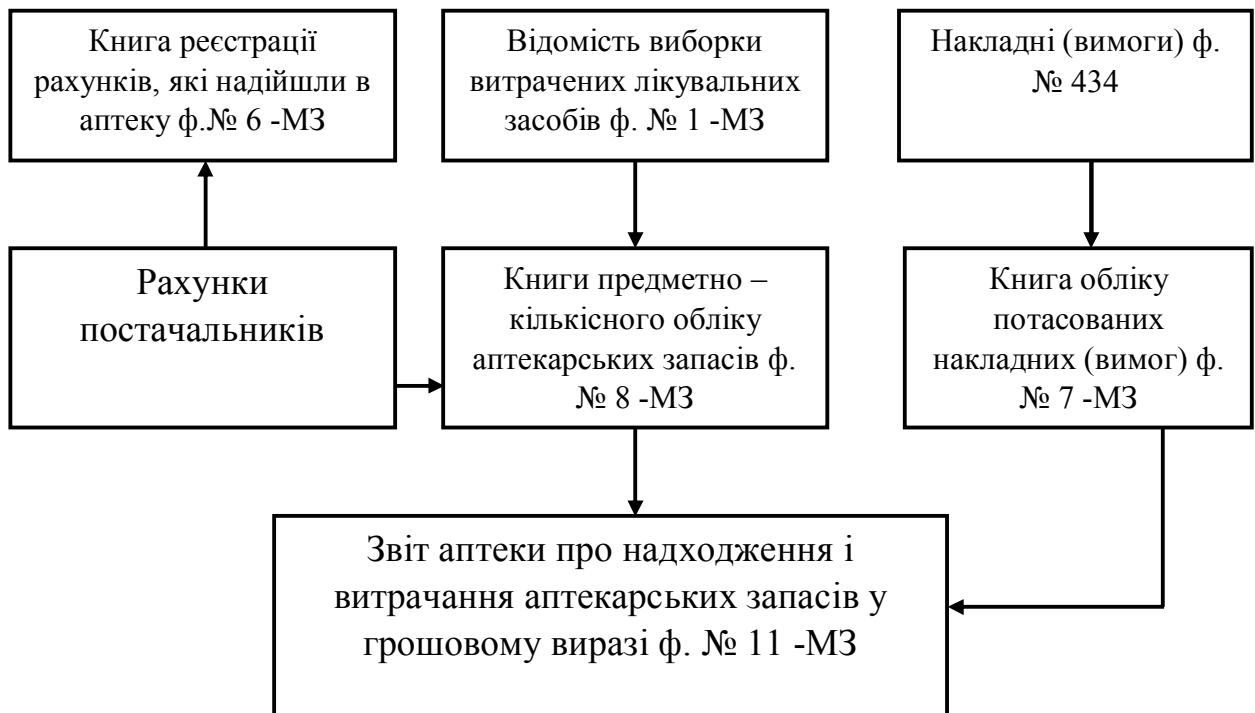 Книга реєстрації
рахунків, які надійшли в
аптеку ф.№ 6 -МЗ
Відомість виборки
витрачених лікувальних
засобів ф. № 1 -МЗ
Накладні (вимоги) ф.
№ 434
Рахунки
постачальників
Книги предметно –
кількісного обліку
аптекарських запасів ф.
№ 8 -МЗ
Книга обліку
потасованих
накладних (вимог) ф.
№ 7 -МЗ
Звіт аптеки про надходження і
витрачання аптекарських запасів у
грошовому виразі ф. № 11 -МЗ